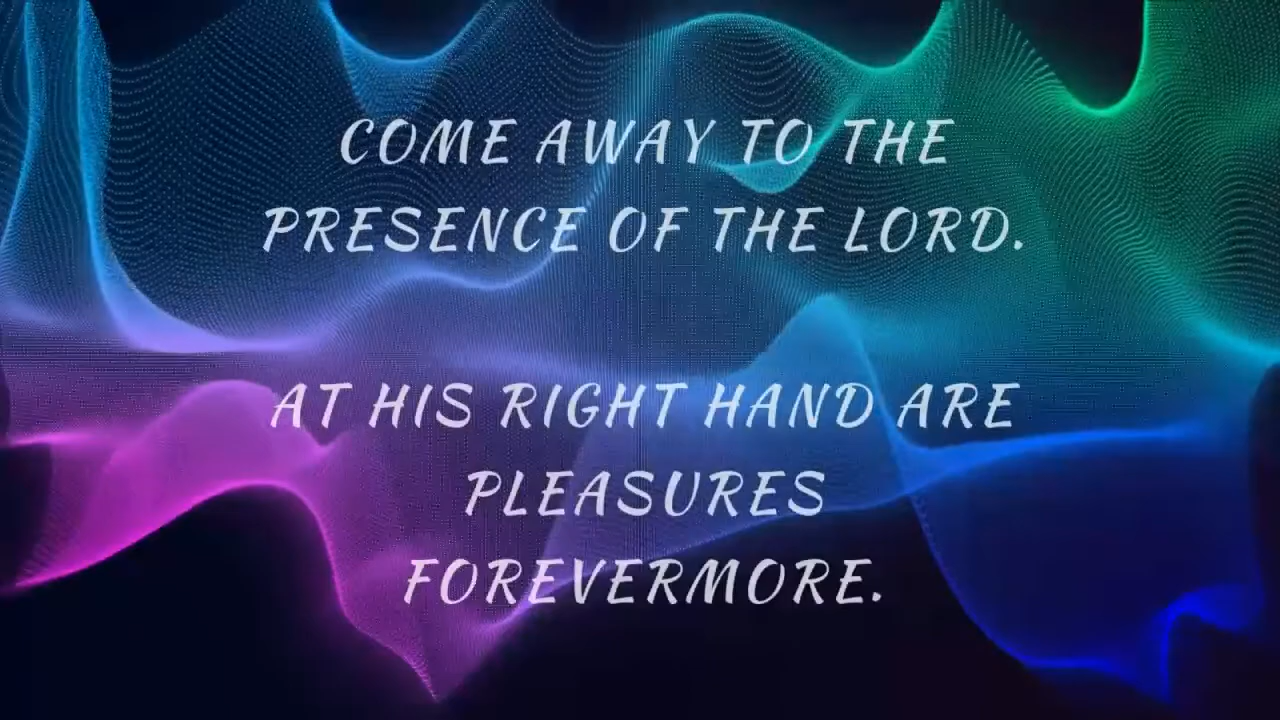 COME AWAY TO THE
PRESENCE OF THE LORD.
AT HIS RIGHT HAND ARE
PLEASURES
FOREVERMORE.